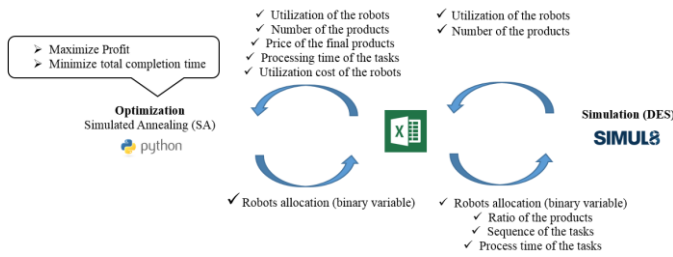 ➢ Maximize Profit
➢ Minimize total completion time
Optimization
Simulated Annealing (SA)
python
✓ Utilization of the robots
✓ Number of the products
✓ Price of the final products
✓ Processing time of the tasks
✓ Utilization cost of the robots
✓ Robots allocation (binary variable)
X
✓ Utilization of the robots
✓ Number of the products
Simulation (DES)
SIMUL8
✓ Robots allocation (binary variable)
✓ Ratio of the products
✓ Sequence of the tasks
✓ Process time of the tasks